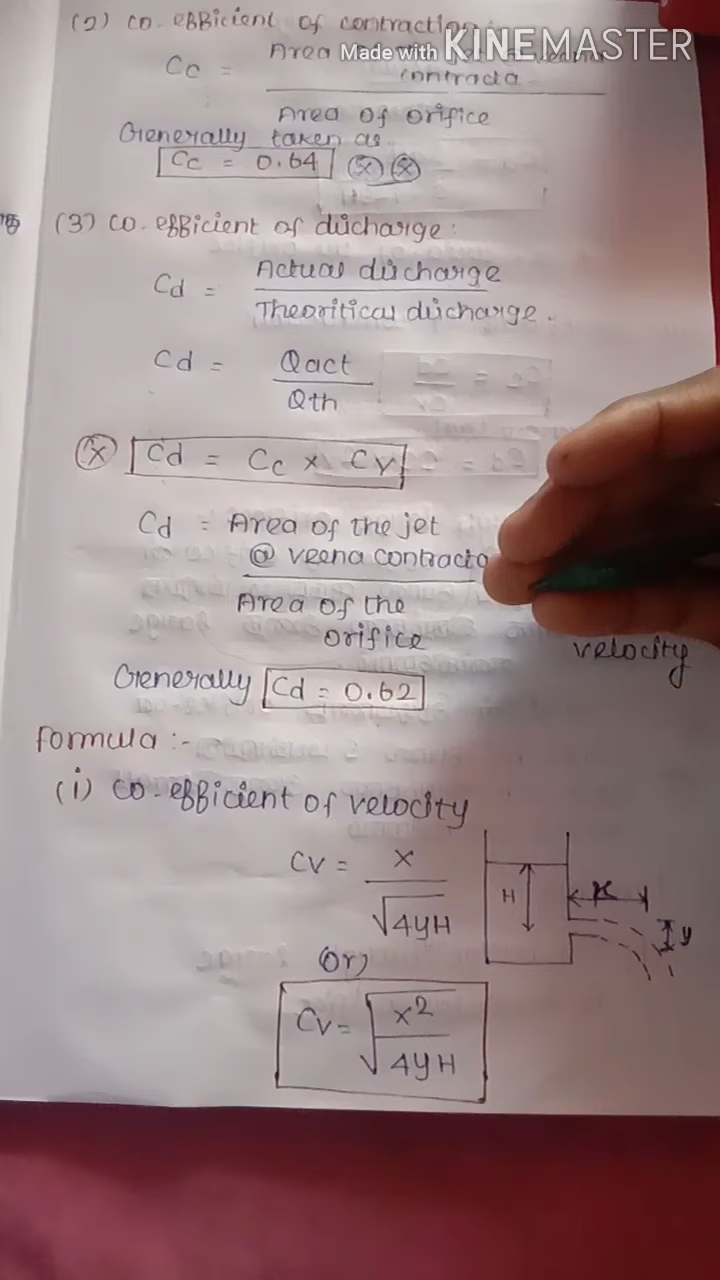 (2) co-efficient of contraction
Made with KINEMASTER
Area
Cc = contracta
Area of orifice
Generally taken as
Cc = 0.64 (x) (x)
(3) co-efficient of discharge:
Cd = Actual discharge
Theoritical discharge.
Cd = Qact
Qth
(x) Cd = Cc x Cv
Cd = Area of the jet
@ veena contracta
Area of the
orifice
velocity
Generally Cd = 0.62
Formula :-
(i) co-efficient of velocity
Cv = x
√4yH
(or)
Cv = √x²
4yH
H
x
y